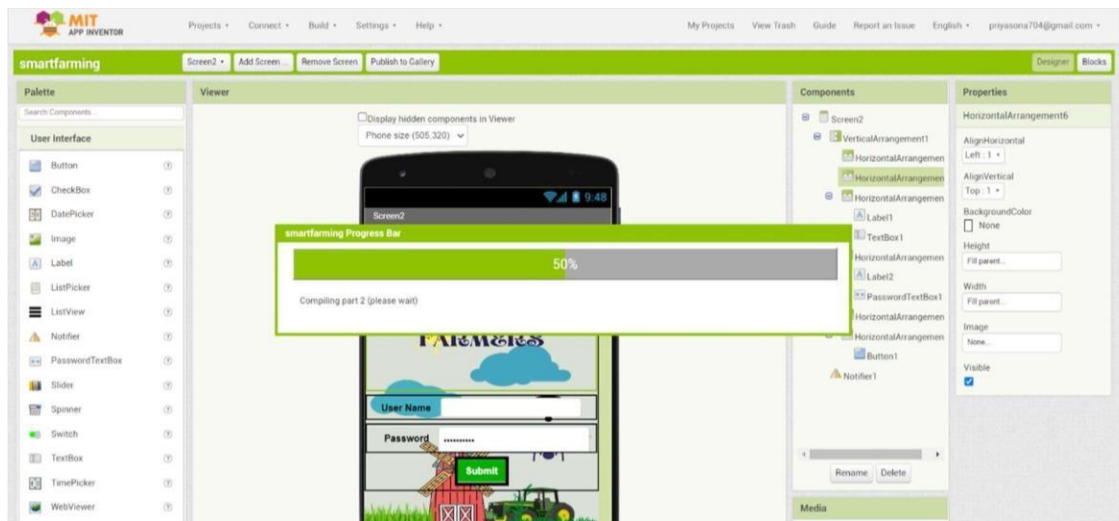 MIT
APP INVENTOR
Projects
Connect
Build
Settings
Help
My Projects
View Trash
Guide
Report an Issue
English
priyasona704@gmail.com
smartfarming
Screen2
Add Screen ...
Remove Screen
Publish to Gallery
Designer
Blocks
Palette
Search Components...
User Interface
Button
CheckBox
DatePicker
Image
Label
ListPicker
ListView
Notifier
PasswordTextBox
Slider
Spinner
Switch
TextBox
TimePicker
WebViewer
Viewer
Display hidden components in Viewer
Phone size (505,320)
9:48
Screen2
smartfarming Progress Bar
50%
Compiling part 2 (please wait)
FARMERS
User Name
Password
Submit
Components
Screen2
VerticalArrangement1
HorizontalArrangemen
HorizontalArrangemen
HorizontalArrangemen
Label1
TextBox1
HorizontalArrangemen
Label2
PasswordTextBox1
HorizontalArrangemen
HorizontalArrangemen
Button1
Notifier1
Rename
Delete
Media
Properties
HorizontalArrangement6
AlignHorizontal
Left : 1
AlignVertical
Top : 1
BackgroundColor
None
Height
Fill parent...
Width
Fill parent...
Image
None...
Visible